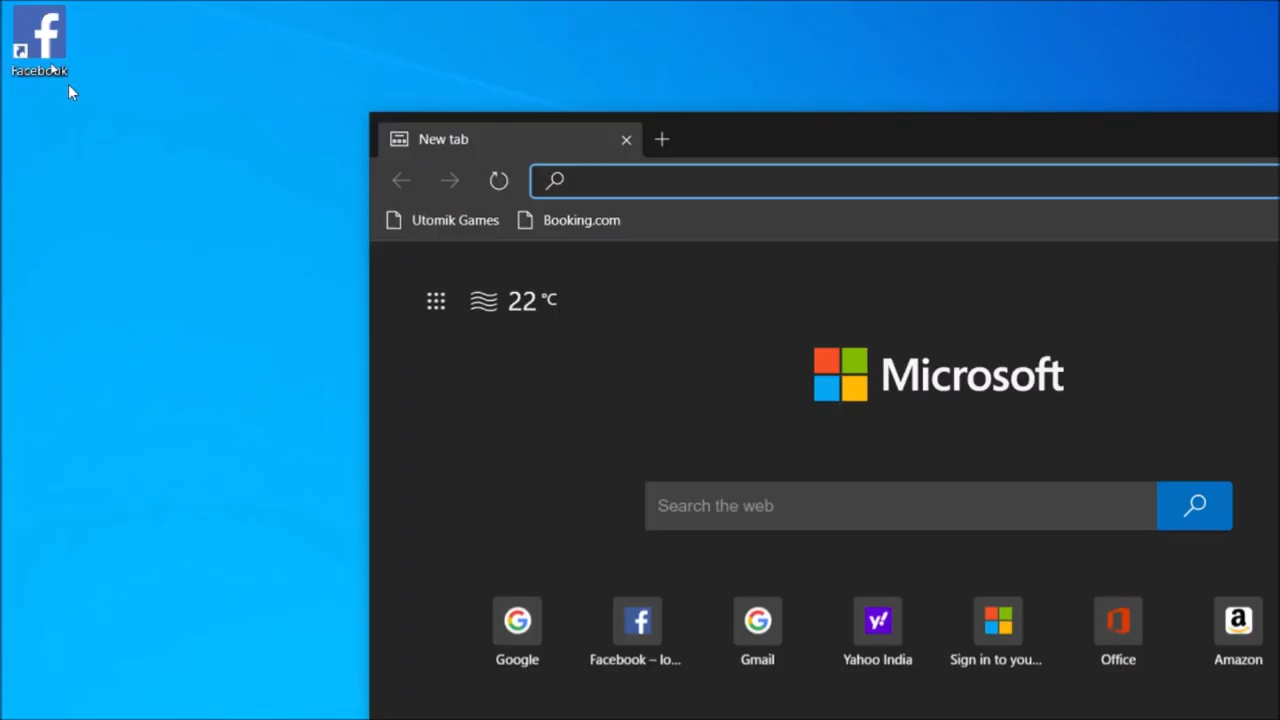 Facebook
New tab
Utomik Games Booking.com
22 °C
Microsoft
Search the web
Google Facebook – lo... Gmail Yahoo India Sign in to you... Office Amazon